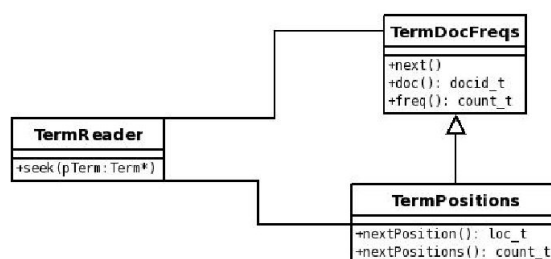 TermDocFreqs
+next()
+doc(): docid_t
+freq(): count_t
TermReader
+seek(pTerm:Term*)
TermPositions
+nextPosition(): loc_t
+nextPositions(): count_t